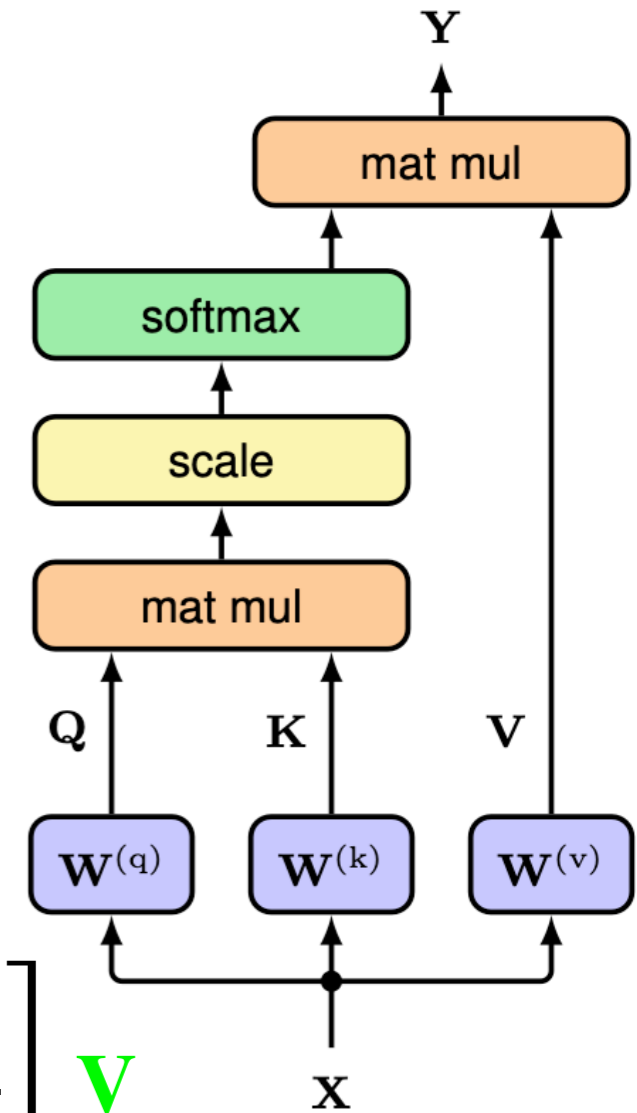 Y
mat mul
softmax
scale
mat mul
Q K V
W^(q) W^(k) W^(v)
] V
X